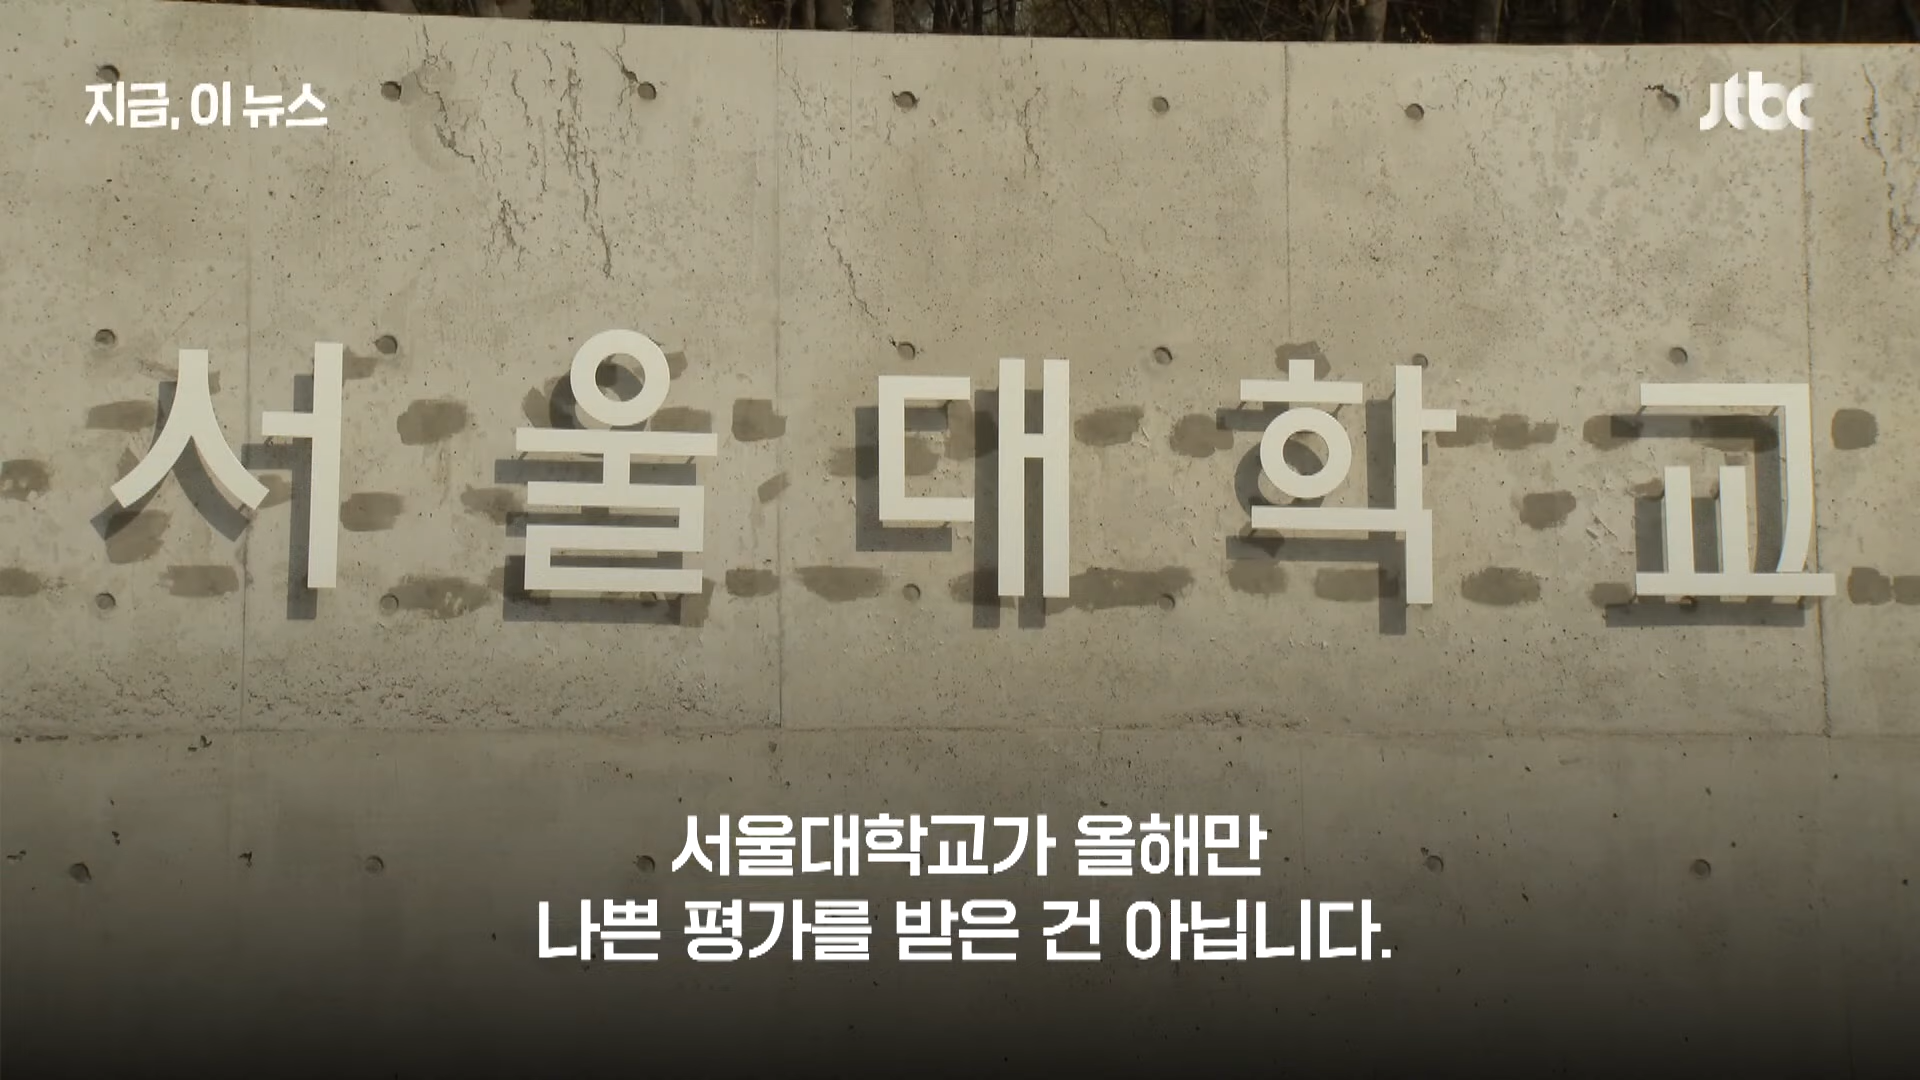 지금, 이 뉴스
jtbc
서울대학교
서울대학교가 올해만
나쁜 평가를 받은 건 아닙니다.